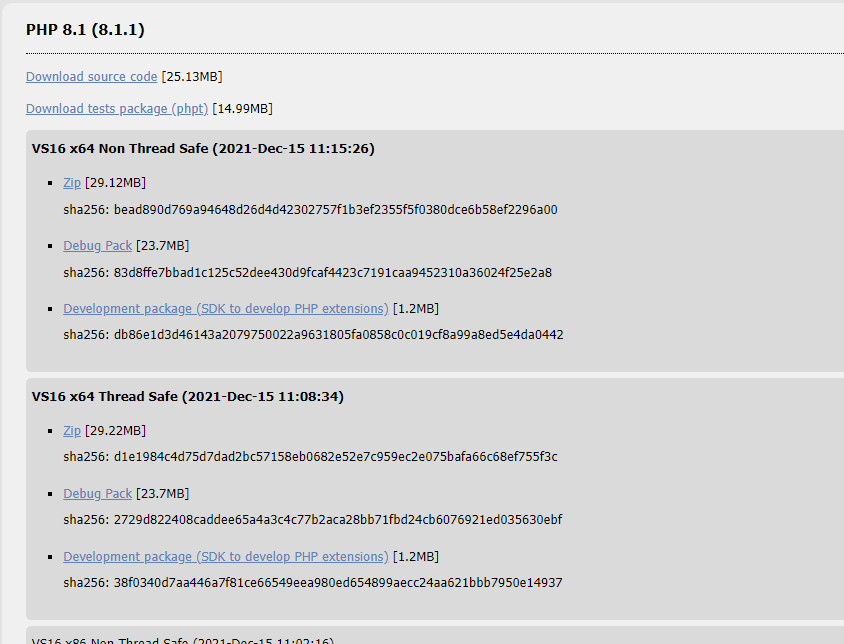 PHP 8.1 (8.1.1)
Download source code [25.13MB]
Download tests package (phpt) [14.99MB]
VS16 x64 Non Thread Safe (2021-Dec-15 11:15:26)
Zip [29.12MB]
sha256: bead890d769a94648d26d4d42302757f1b3ef2355f5f0380dce6b58ef2296a00
Debug Pack [23.7MB]
sha256: 83d8ffe7bbad1c125c52dee430d9fcaf4423c7191caa9452310a36024f25e2a8
Development package (SDK to develop PHP extensions) [1.2MB]
sha256: db86e1d3d46143a2079750022a9631805fa0858c0c019cf8a99a8ed5e4da0442
VS16 x64 Thread Safe (2021-Dec-15 11:08:34)
Zip [29.22MB]
sha256: d1e1984c4d75d7dad2bc57158eb0682e52e7c959ec2e075bafa66c68ef755f3c
Debug Pack [23.7MB]
sha256: 2729d822408caddee65a4a3c4c77b2aca28bb71fbd24cb6076921ed035630ebf
Development package (SDK to develop PHP extensions) [1.2MB]
sha256: 38f0340d7aa446a7f81ce66549eea980ed654899aecc24aa621bbb7950e14937
VS16 x86 Non Thread Safe (2021-Dec-15 11:02:16)